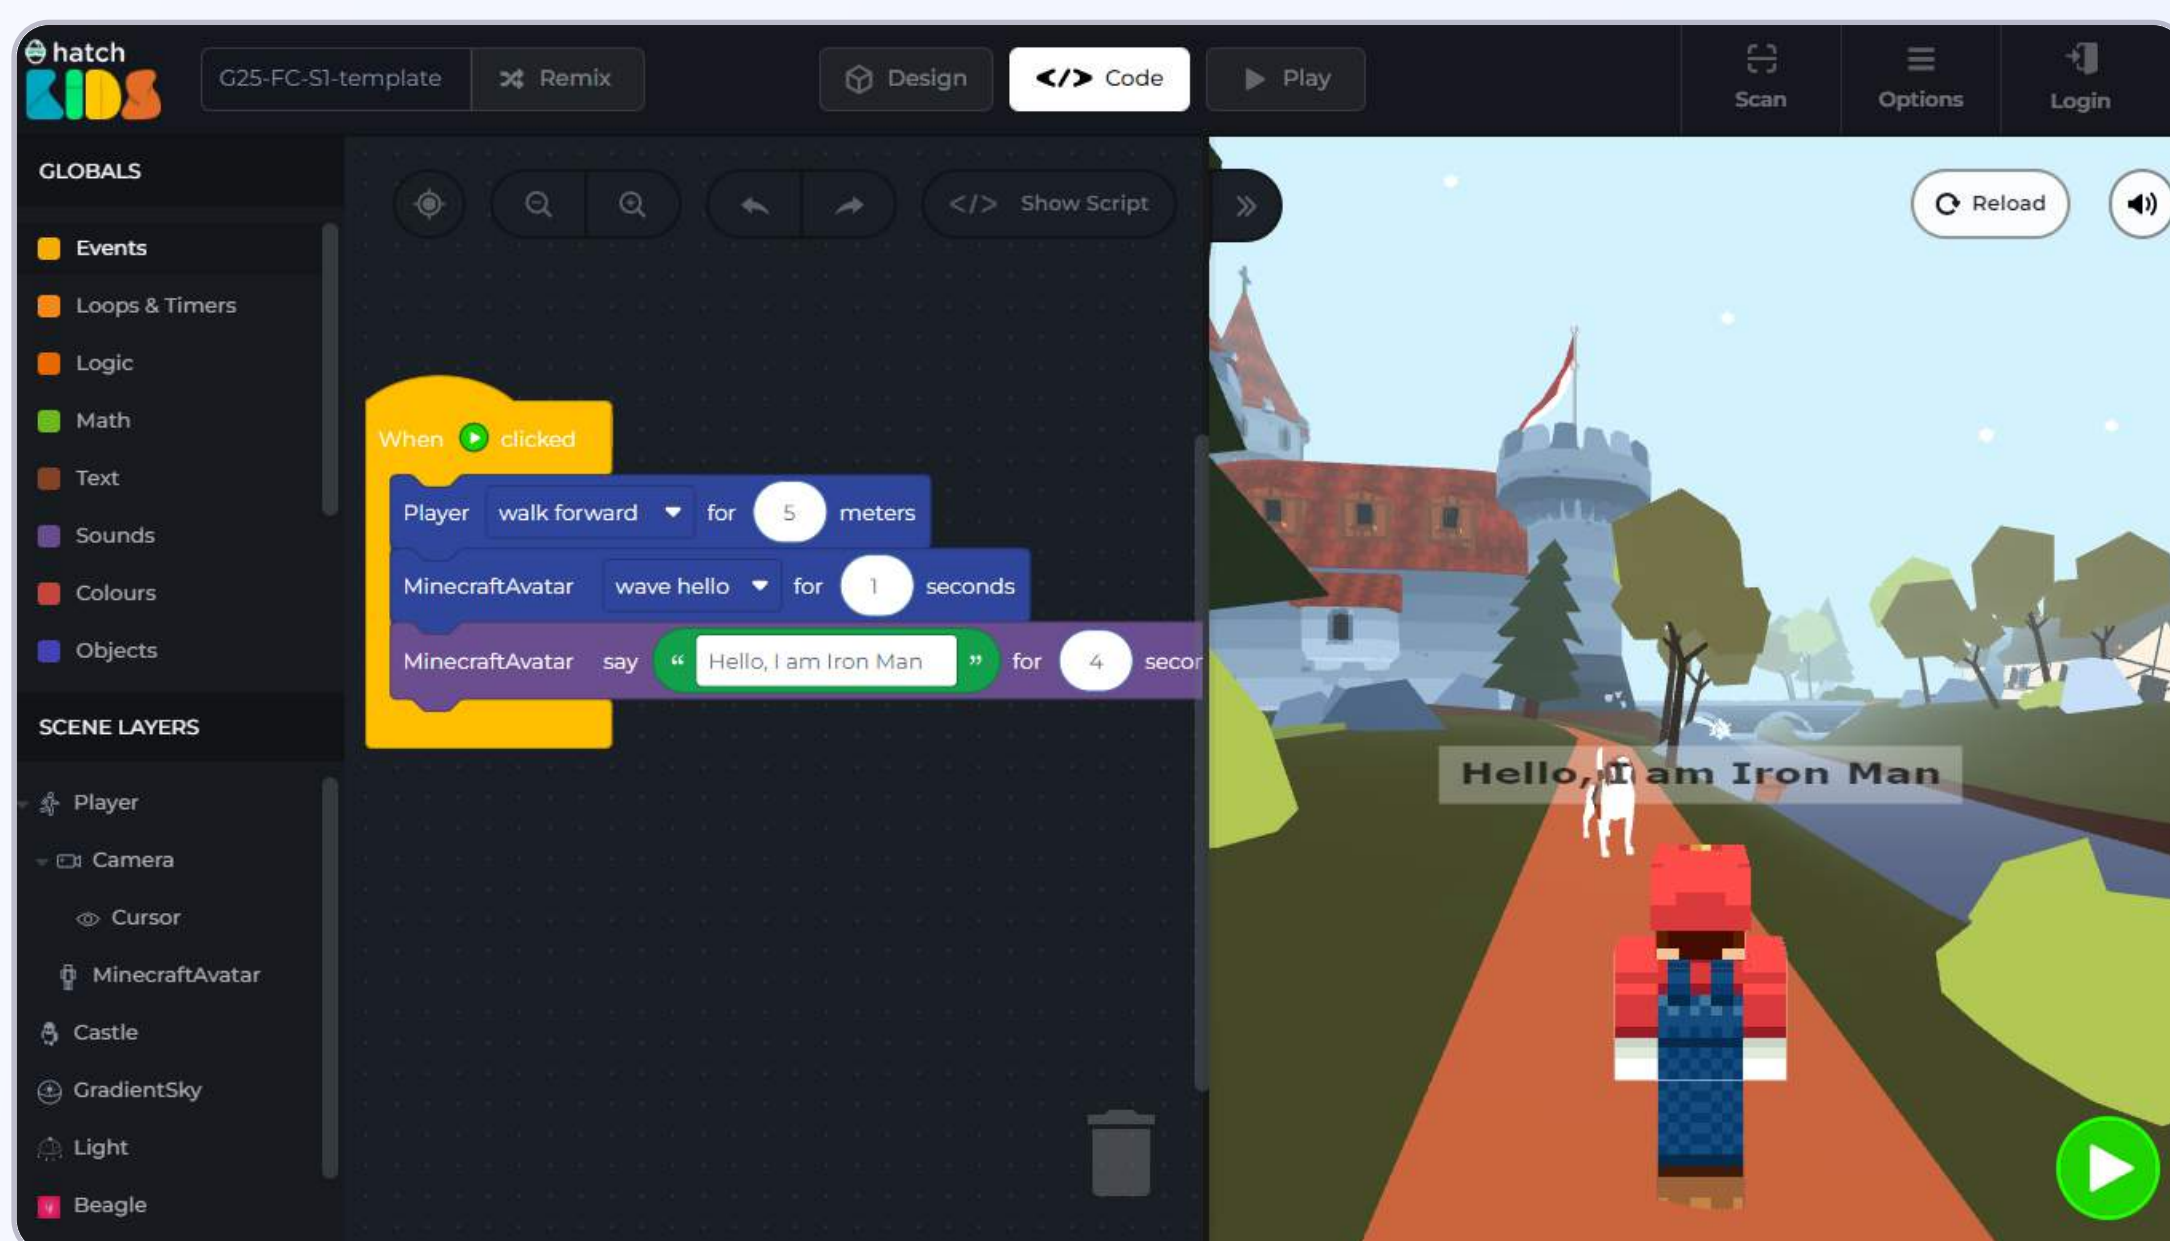 hatch
KIDS
G25-FC-S1-template
Remix
Design
</> Code
Play
Scan
Options
Login
GLOBALS
Events
Loops & Timers
Logic
Math
Text
Sounds
Colours
Objects
SCENE LAYERS
Player
Camera
Cursor
MinecraftAvatar
Castle
GradientSky
Light
Beagle
</> Show Script
When clicked
Player walk forward for 5 meters
MinecraftAvatar wave hello for 1 seconds
MinecraftAvatar say “ Hello, I am Iron Man ” for 4 secor
Reload
Hello, I am Iron Man